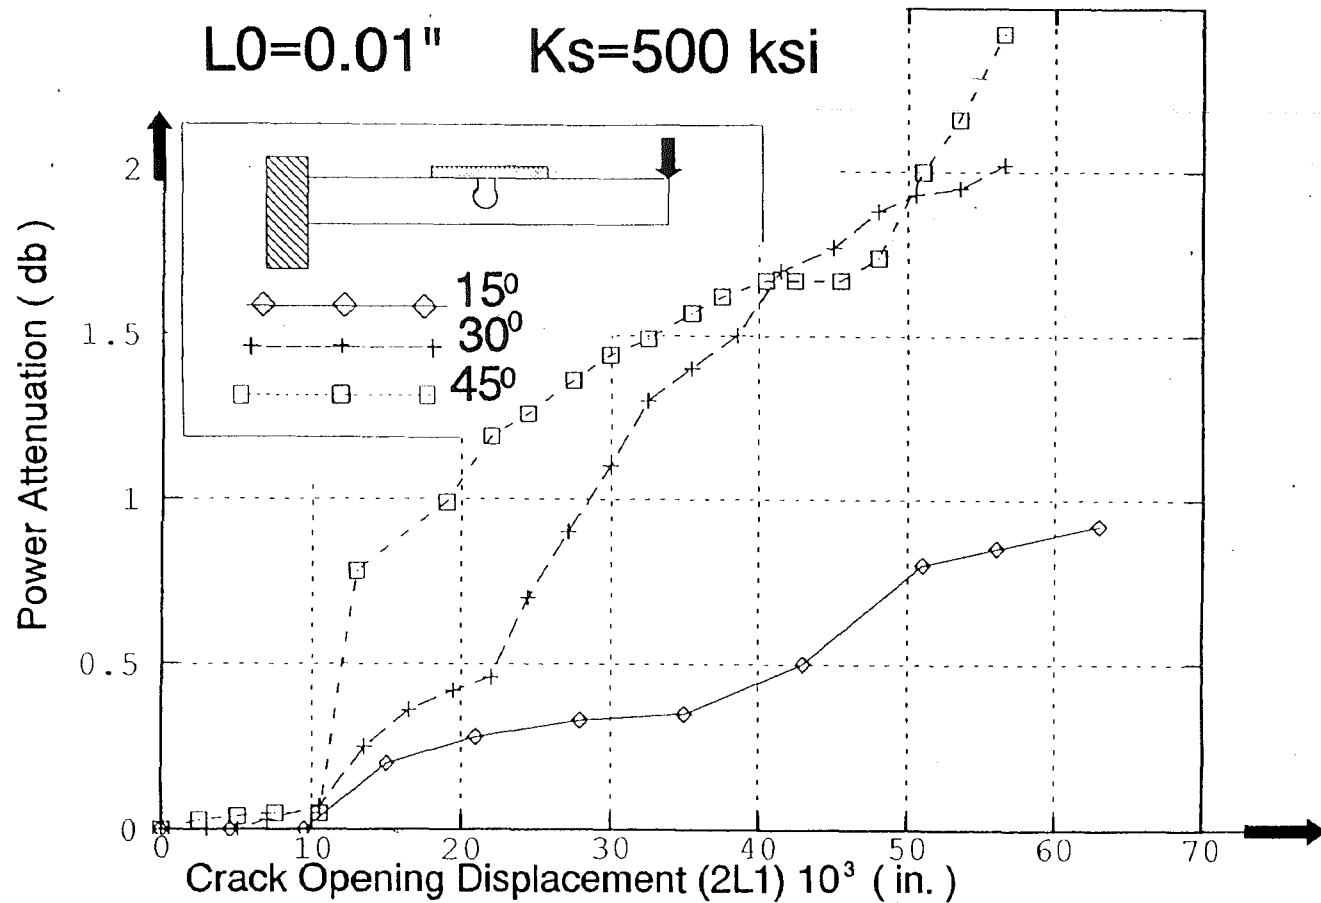 L0=0.01" Ks=500 ksi
2
1.5
1
0.5
0
Power Attenuation ( db )
15⁰
30⁰
45⁰
0 10 20 30 40 50 60 70
Crack Opening Displacement (2L1) 10³ ( in. )